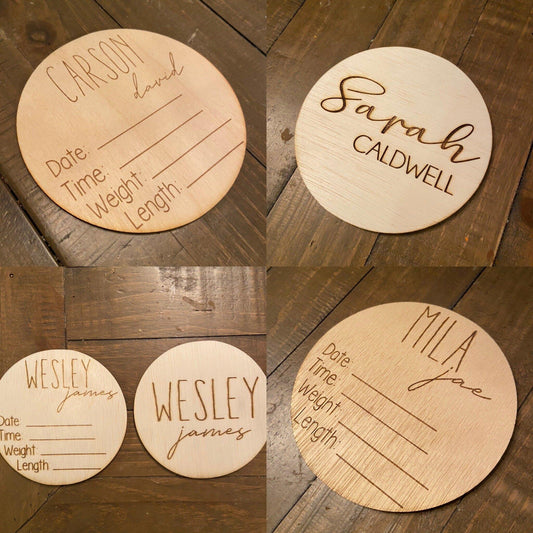 CARSON
david
Date:
Time:
Weight:
Length:
Sarah
CALDWELL
WESLEY
james
Date
Time:
Weight
Length
WESLEY
james
MILA
jae
Date:
Time:
Weight:
Length: